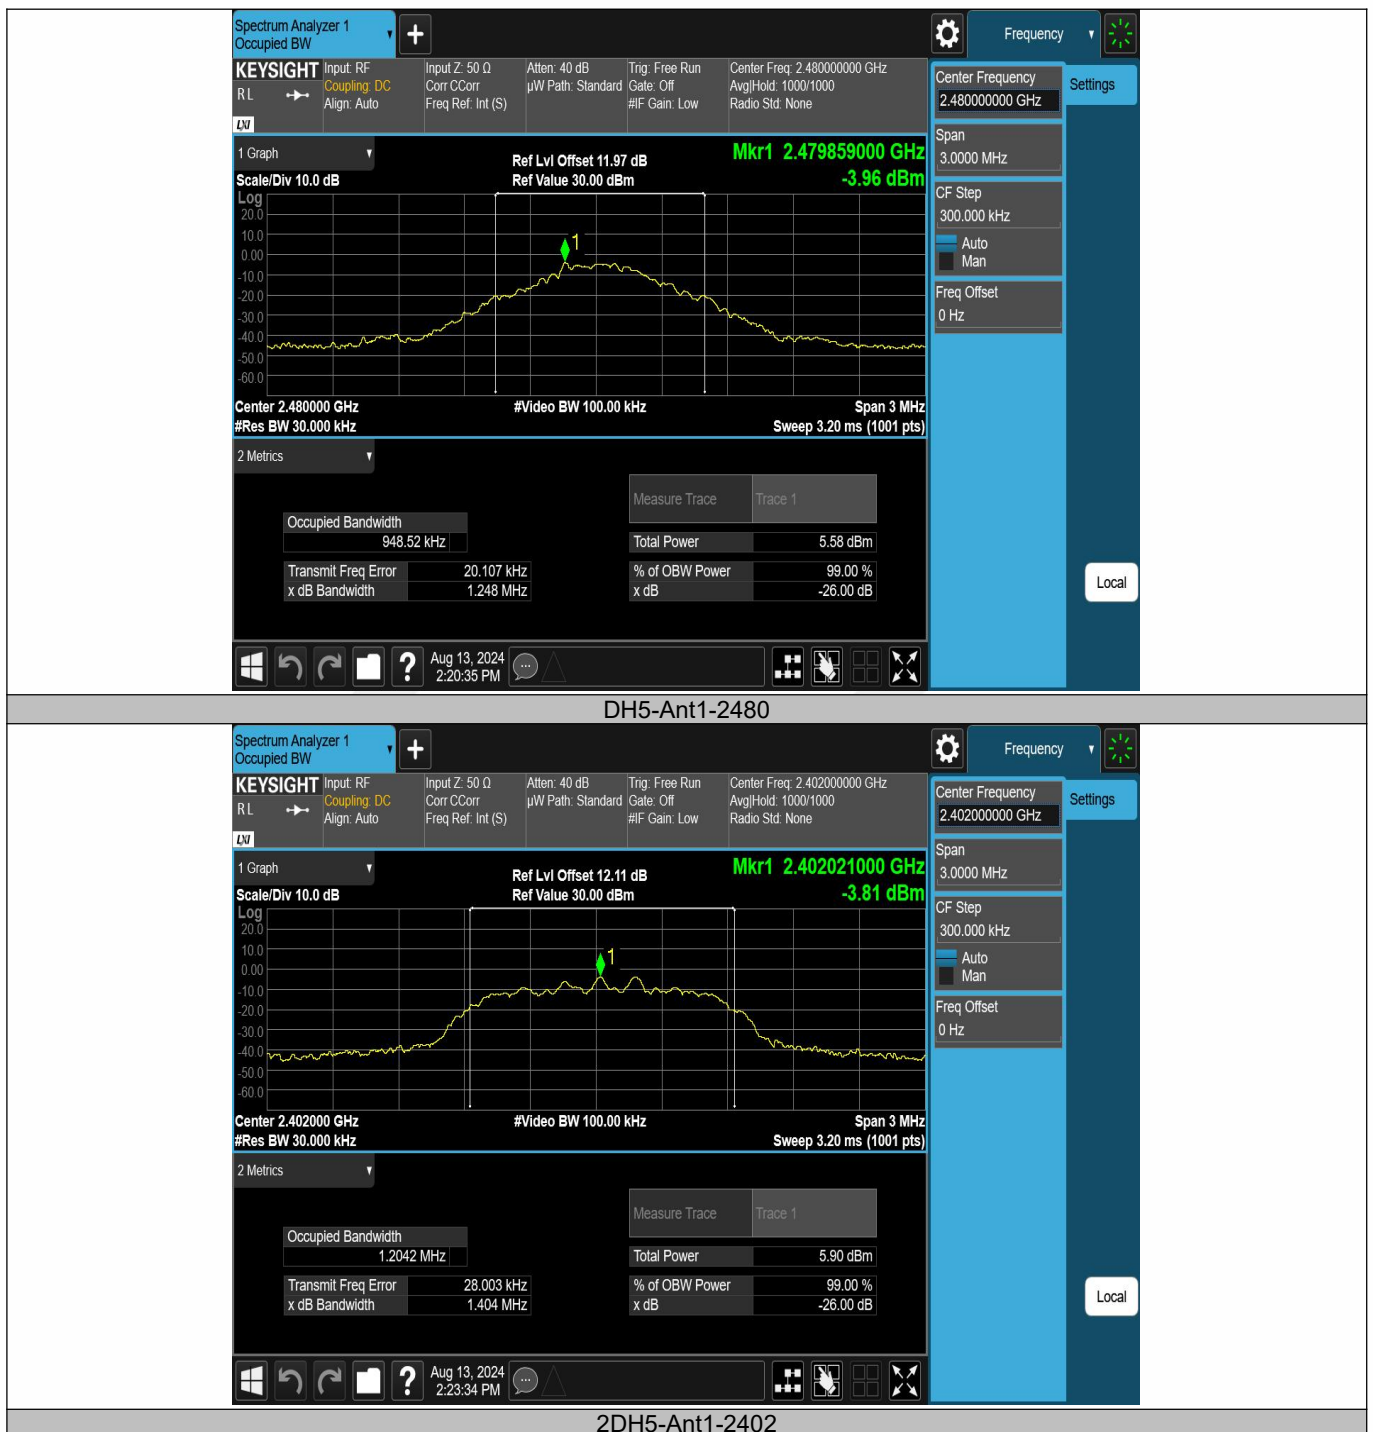 Spectrum Analyzer 1
Occupied BW
Frequency
KEYSIGHT
R L
LXI
Input: RF
Coupling: DC
Align: Auto
Input Z: 50 Ω
Corr CCorr
Freq Ref: Int (S)
Atten: 40 dB
µW Path: Standard
Trig: Free Run
Gate: Off
#IF Gain: Low
Center Freq: 2.480000000 GHz
Avg|Hold: 1000/1000
Radio Std: None
Center Frequency
2.480000000 GHz
Settings
Span
3.0000 MHz
CF Step
300.000 kHz
Auto
Man
Freq Offset
0 Hz
Local
1 Graph
Scale/Div 10.0 dB
Ref Lvl Offset 11.97 dB
Ref Value 30.00 dBm
Mkr1 2.479859000 GHz
-3.96 dBm
Log
20.0
10.0
0.00
-10.0
-20.0
-30.0
-40.0
-50.0
-60.0
1
Center 2.480000 GHz
#Video BW 100.00 kHz
Span 3 MHz
#Res BW 30.000 kHz
Sweep 3.20 ms (1001 pts)
2 Metrics
Measure Trace
Trace 1
Occupied Bandwidth
948.52 kHz
Total Power
5.58 dBm
Transmit Freq Error
20.107 kHz
% of OBW Power
99.00 %
x dB Bandwidth
1.248 MHz
x dB
-26.00 dB
?
Aug 13, 2024
2:20:35 PM
DH5-Ant1-2480
Spectrum Analyzer 1
Occupied BW
Frequency
KEYSIGHT
R L
LXI
Input: RF
Coupling: DC
Align: Auto
Input Z: 50 Ω
Corr CCorr
Freq Ref: Int (S)
Atten: 40 dB
µW Path: Standard
Trig: Free Run
Gate: Off
#IF Gain: Low
Center Freq: 2.402000000 GHz
Avg|Hold: 1000/1000
Radio Std: None
Center Frequency
2.402000000 GHz
Settings
Span
3.0000 MHz
CF Step
300.000 kHz
Auto
Man
Freq Offset
0 Hz
Local
1 Graph
Scale/Div 10.0 dB
Ref Lvl Offset 12.11 dB
Ref Value 30.00 dBm
Mkr1 2.402021000 GHz
-3.81 dBm
Log
20.0
10.0
0.00
-10.0
-20.0
-30.0
-40.0
-50.0
-60.0
1
Center 2.402000 GHz
#Video BW 100.00 kHz
Span 3 MHz
#Res BW 30.000 kHz
Sweep 3.20 ms (1001 pts)
2 Metrics
Measure Trace
Trace 1
Occupied Bandwidth
1.2042 MHz
Total Power
5.90 dBm
Transmit Freq Error
28.003 kHz
% of OBW Power
99.00 %
x dB Bandwidth
1.404 MHz
x dB
-26.00 dB
?
Aug 13, 2024
2:23:34 PM
2DH5-Ant1-2402